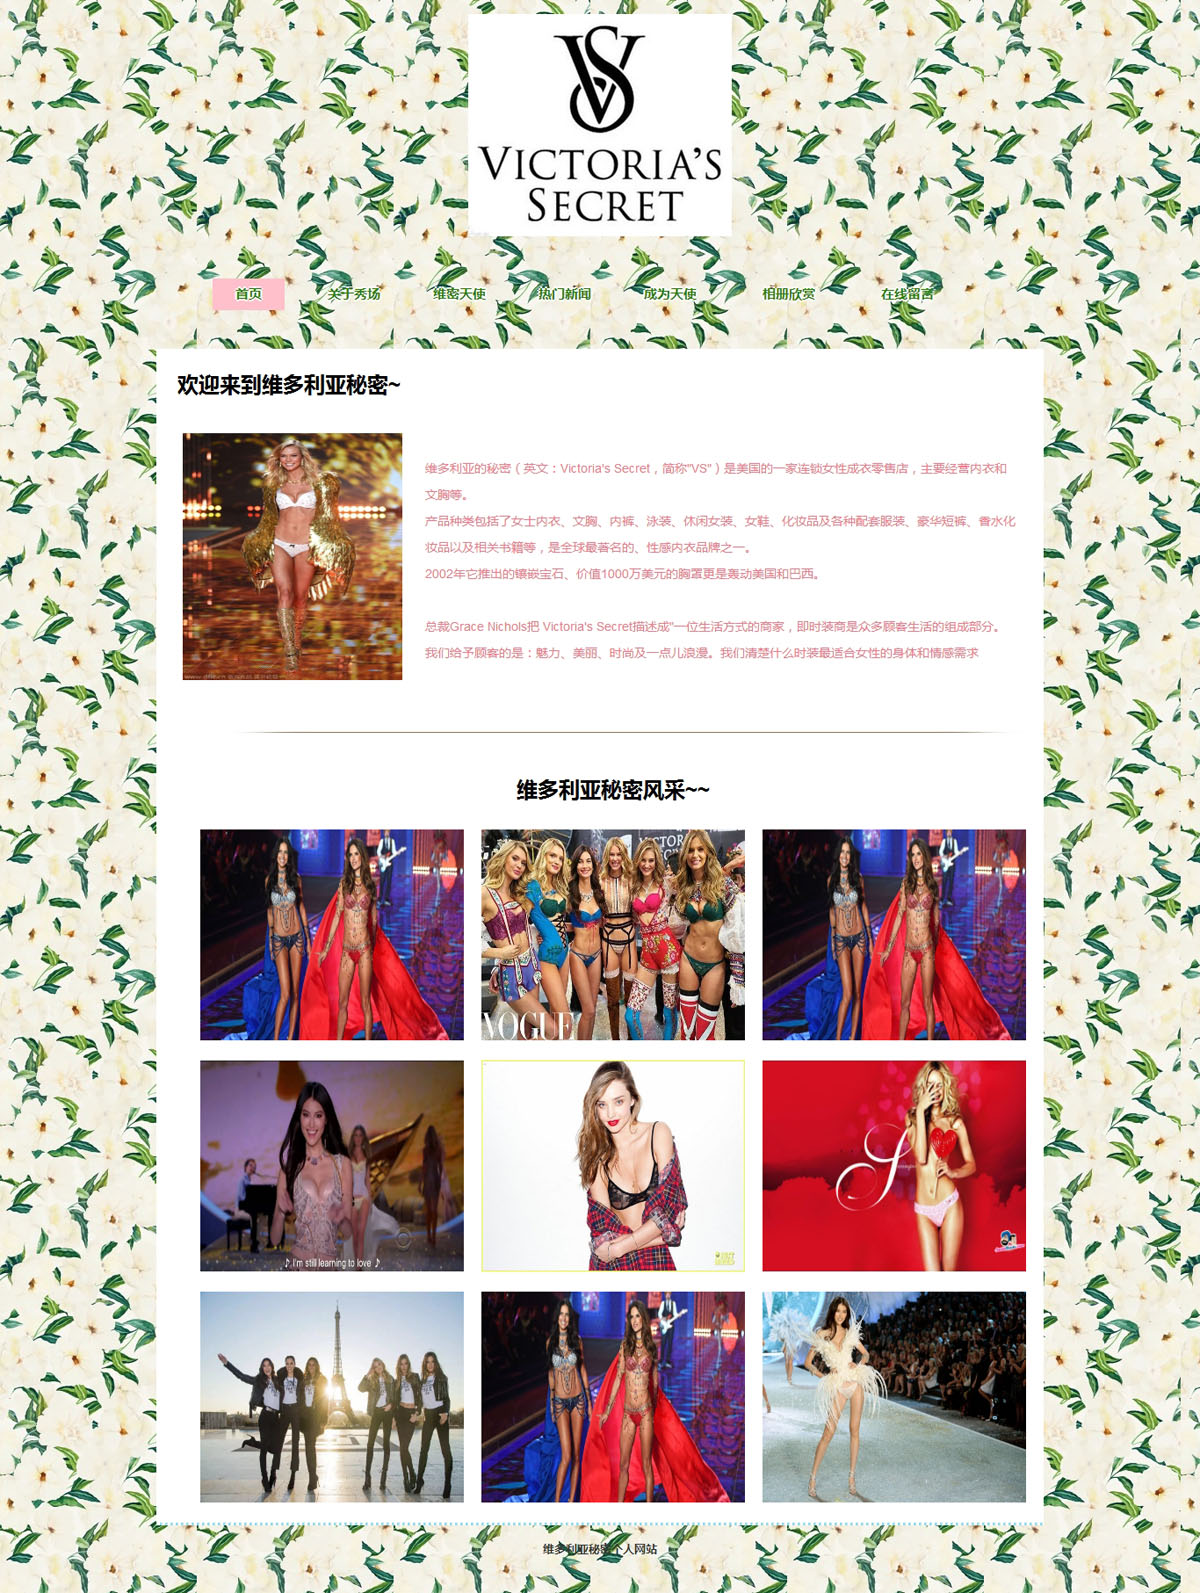 VICTORIA'S
SECRET
首页 关于秀场 维密天使 热门新闻 成为天使 相册欣赏 在线留言
欢迎来到维多利亚秘密~
维多利亚的秘密（英文：Victoria's Secret，简称"VS"）是美国的一家连锁女性成衣零售店，主要经营内衣和
文胸等。
产品种类包括了女士内衣、文胸、内裤、泳装、休闲女装、女鞋、化妆品及各种配套服装、豪华短裤、香水化
妆品以及相关书籍等，是全球最著名的、性感内衣品牌之一。
2002年它推出的镶嵌宝石、价值1000万美元的胸罩更是轰动美国和巴西。
总裁Grace Nichols把 Victoria's Secret描述成"一位生活方式的商家，即时装商是众多顾客生活的组成部分。
我们给予顾客的是：魅力、美丽、时尚及一点儿浪漫。我们清楚什么时装最适合女性的身体和情感需求
维多利亚秘密风采~~
VOGUE
♪ I'm still learning to love ♪
维多利亚秘密个人网站